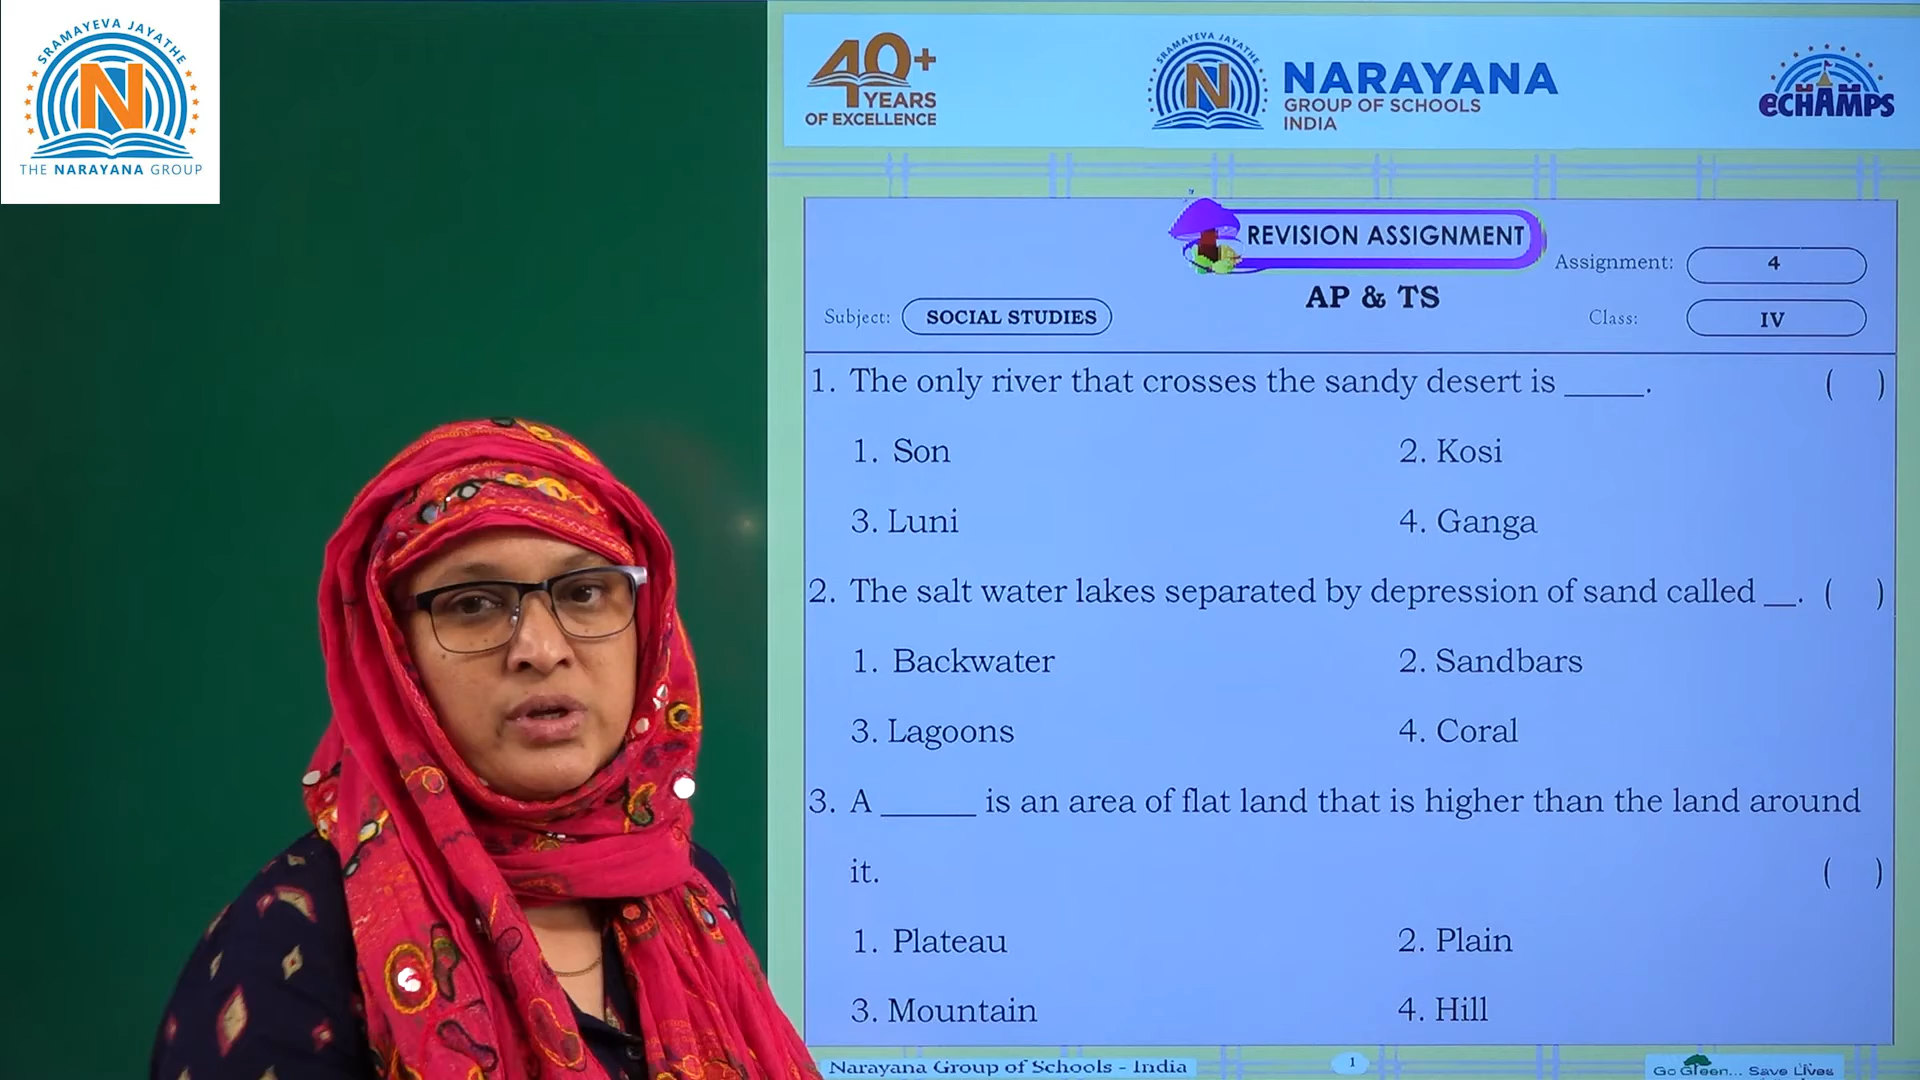 SRAMAYEVA JAYATHE
N
THE NARAYANA GROUP
40+
YEARS
OF EXCELLENCE
SRAMAYEVA JAYATHE
N
NARAYANA
GROUP OF SCHOOLS
INDIA
eCHAMPS
REVISION ASSIGNMENT
Assignment: 4
AP & TS
Subject: SOCIAL STUDIES
Class: IV
1. The only river that crosses the sandy desert is _____. ( )
1. Son 2. Kosi
3. Luni 4. Ganga
2. The salt water lakes separated by depression of sand called __. ( )
1. Backwater 2. Sandbars
3. Lagoons 4. Coral
3. A ______ is an area of flat land that is higher than the land around
it. ( )
1. Plateau 2. Plain
3. Mountain 4. Hill
Narayana Group of Schools - India 1 Go Green... Save Lives